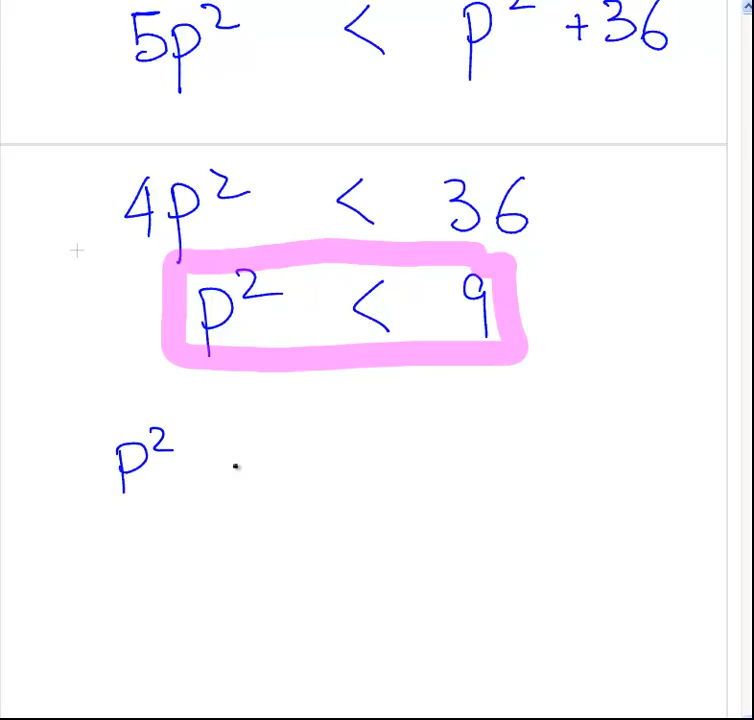 5p² < p² +36
4p² < 36
p² < 9
p²